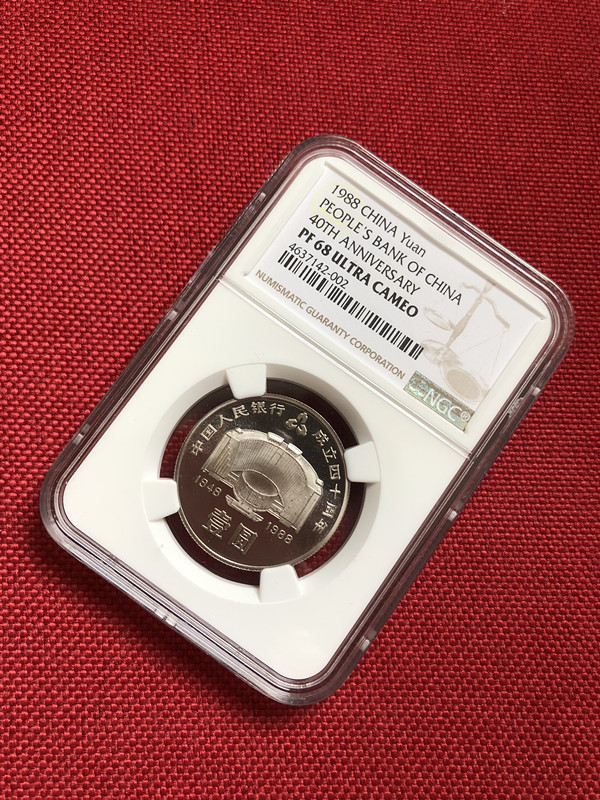 1988 CHINA Yuan
PEOPLE'S BANK OF CHINA
40TH ANNIVERSARY
PF 68 ULTRA CAMEO
4637142-002
NUMISMATIC GUARANTY CORPORATION
NGC
中国人民银行 成立四十周年
1948 1988
壹圆